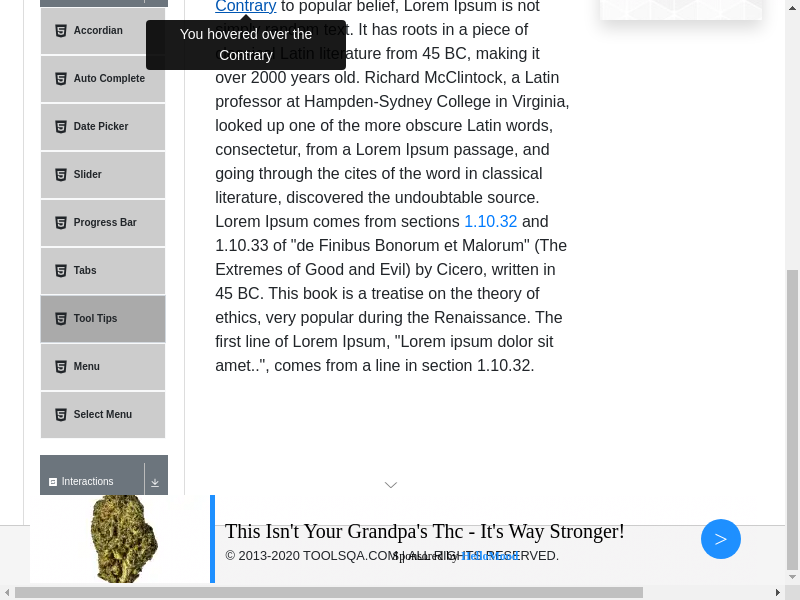 Accordian
Auto Complete
Date Picker
Slider
Progress Bar
Tabs
Tool Tips
Menu
Select Menu
Interactions
Contrary to popular belief, Lorem Ipsum is not
simply random text. It has roots in a piece of
classical Latin literature from 45 BC, making it
over 2000 years old. Richard McClintock, a Latin
professor at Hampden-Sydney College in Virginia,
looked up one of the more obscure Latin words,
consectetur, from a Lorem Ipsum passage, and
going through the cites of the word in classical
literature, discovered the undoubtable source.
Lorem Ipsum comes from sections 1.10.32 and
1.10.33 of "de Finibus Bonorum et Malorum" (The
Extremes of Good and Evil) by Cicero, written in
45 BC. This book is a treatise on the theory of
ethics, very popular during the Renaissance. The
first line of Lorem Ipsum, "Lorem ipsum dolor sit
amet..", comes from a line in section 1.10.32.
You hovered over the
Contrary
This Isn't Your Grandpa's Thc - It's Way Stronger!
© 2013-2020 TOOLSQA.COM | ALL RIGHTS RESERVED.
Sponsored by
>